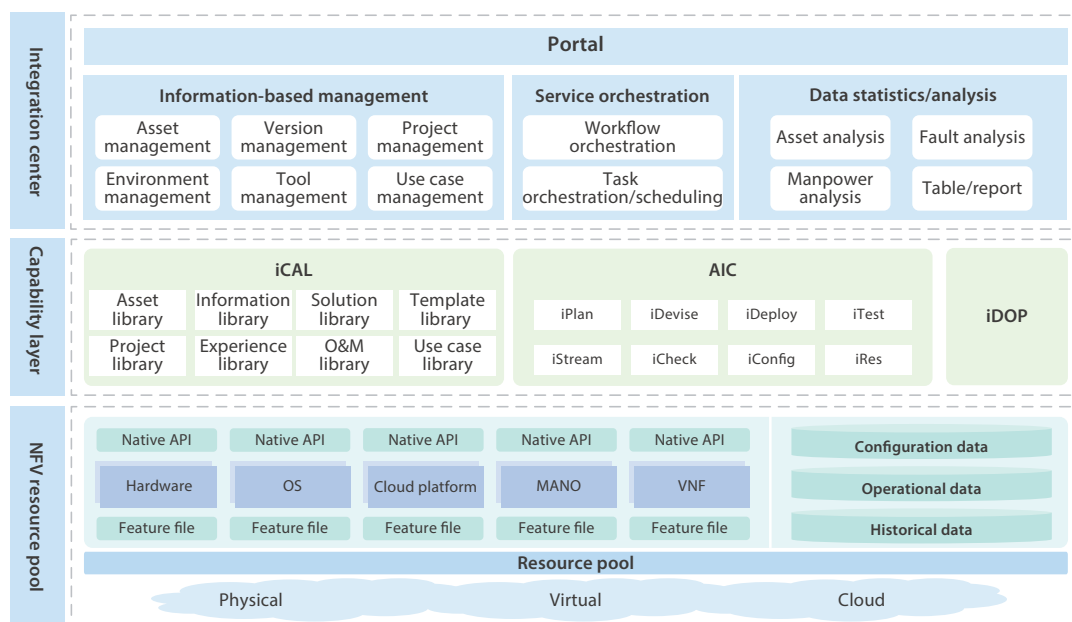 Integration center
Portal
Information-based management
Asset
management
Version
management
Project
management
Environment
management
Tool
management
Use case
management
Service orchestration
Workflow
orchestration
Task
orchestration/scheduling
Data statistics/analysis
Asset analysis
Fault analysis
Manpower
analysis
Table/report
Capability layer
iCAL
Asset
library
Information
library
Solution
library
Template
library
Project
library
Experience
library
O&M
library
Use case
library
AIC
iPlan
iDevise
iDeploy
iTest
iStream
iCheck
iConfig
iRes
iDOP
NFV resource pool
Native API
Native API
Native API
Native API
Native API
Hardware
OS
Cloud platform
MANO
VNF
Feature file
Feature file
Feature file
Feature file
Feature file
Configuration data
Operational data
Historical data
Resource pool
Physical
Virtual
Cloud